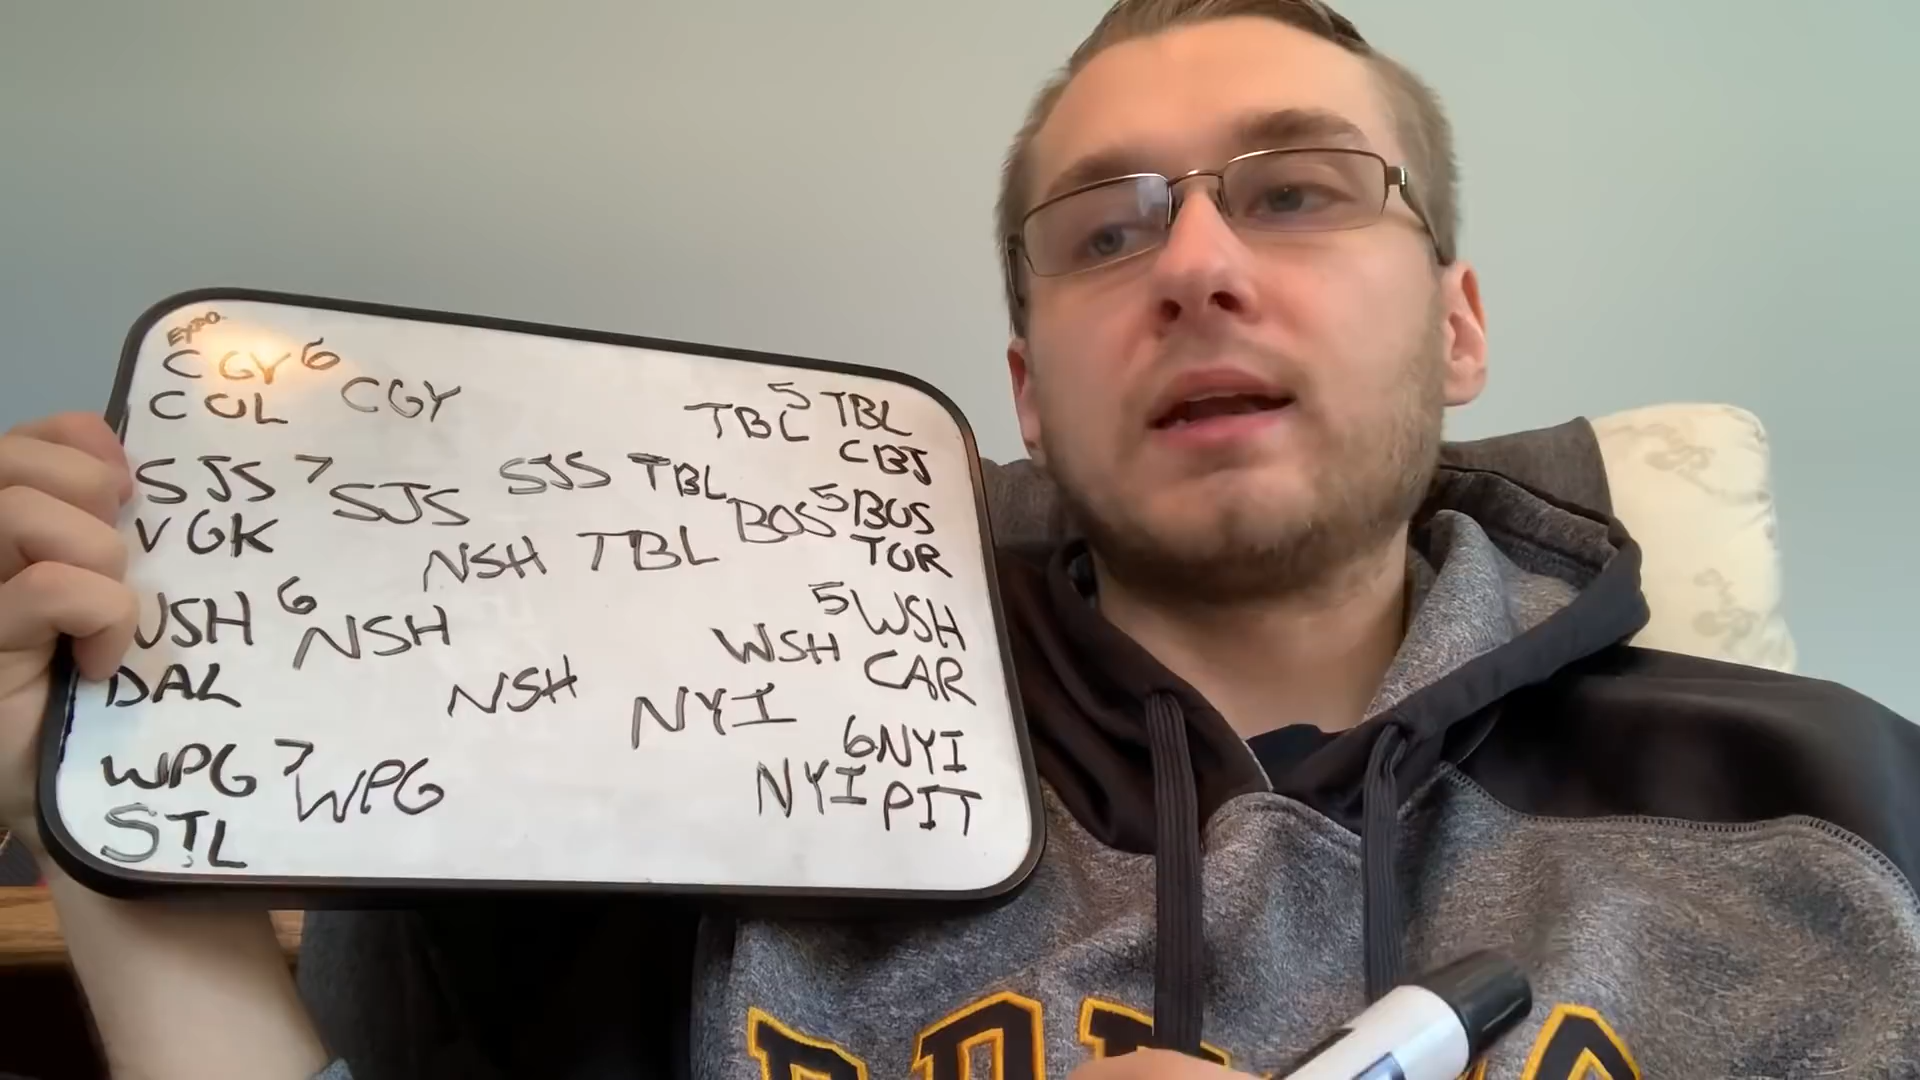 EXPO
CGY 6
COL CGY
SJS 7
VGK SJS
SJS TBL
NSH TBL
NSH 6
DAL NSH
NSH NYI
WPG 7
STL WPG
5 TBL
TBL CBJ
BOS 5 BOS
TOR
5 WSH
WSH CAR
6 NYI
NYI PIT